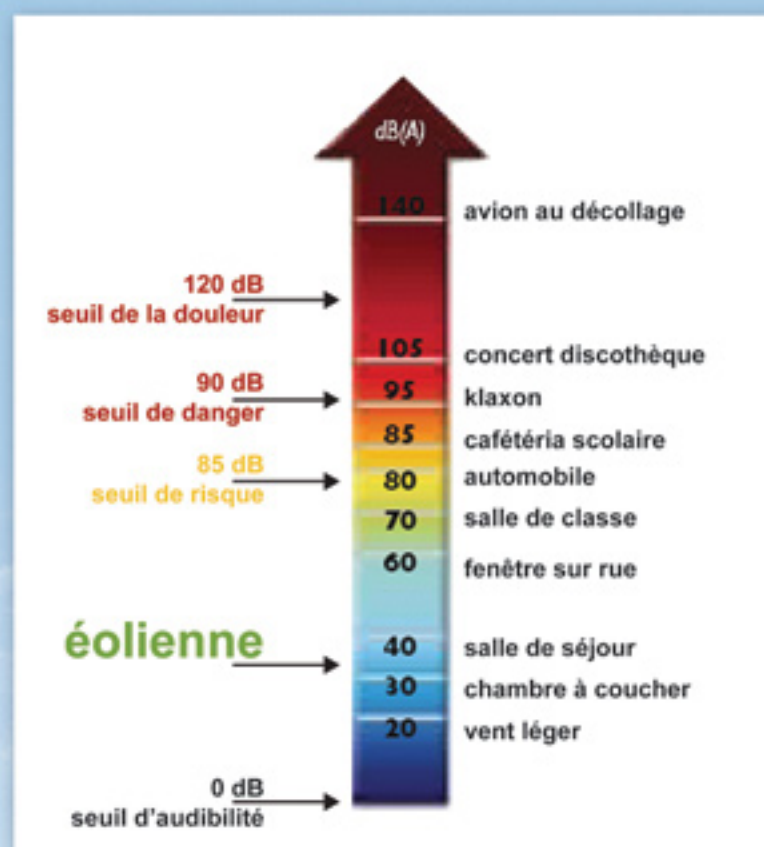 dB(A)
140 avion au décollage
120 dB
seuil de la douleur
105 concert discothèque
90 dB
seuil de danger
95 klaxon
85 cafétéria scolaire
85 dB
seuil de risque
80 automobile
70 salle de classe
60 fenêtre sur rue
éolienne
40 salle de séjour
30 chambre à coucher
20 vent léger
0 dB
seuil d'audibilité